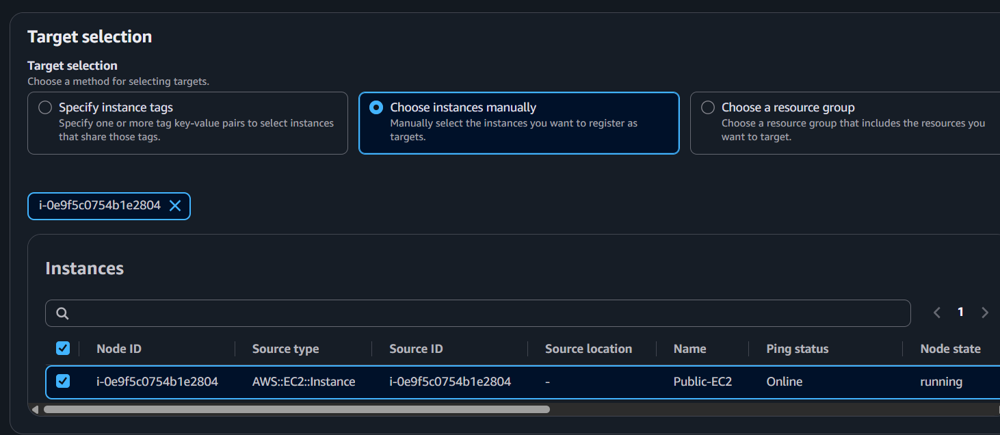 Target selection
Target selection
Choose a method for selecting targets.
Specify instance tags
Specify one or more tag key-value pairs to select instances
that share those tags.
Choose instances manually
Manually select the instances you want to register as
targets.
Choose a resource group
Choose a resource group that includes the resources you
want to target.
i-0e9f5c0754b1e2804
Instances
1
Node ID Source type Source ID Source location Name Ping status Node state
i-0e9f5c0754b1e2804 AWS::EC2::Instance i-0e9f5c0754b1e2804 - Public-EC2 Online running